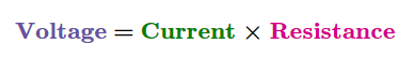 Voltage = Current × Resistance